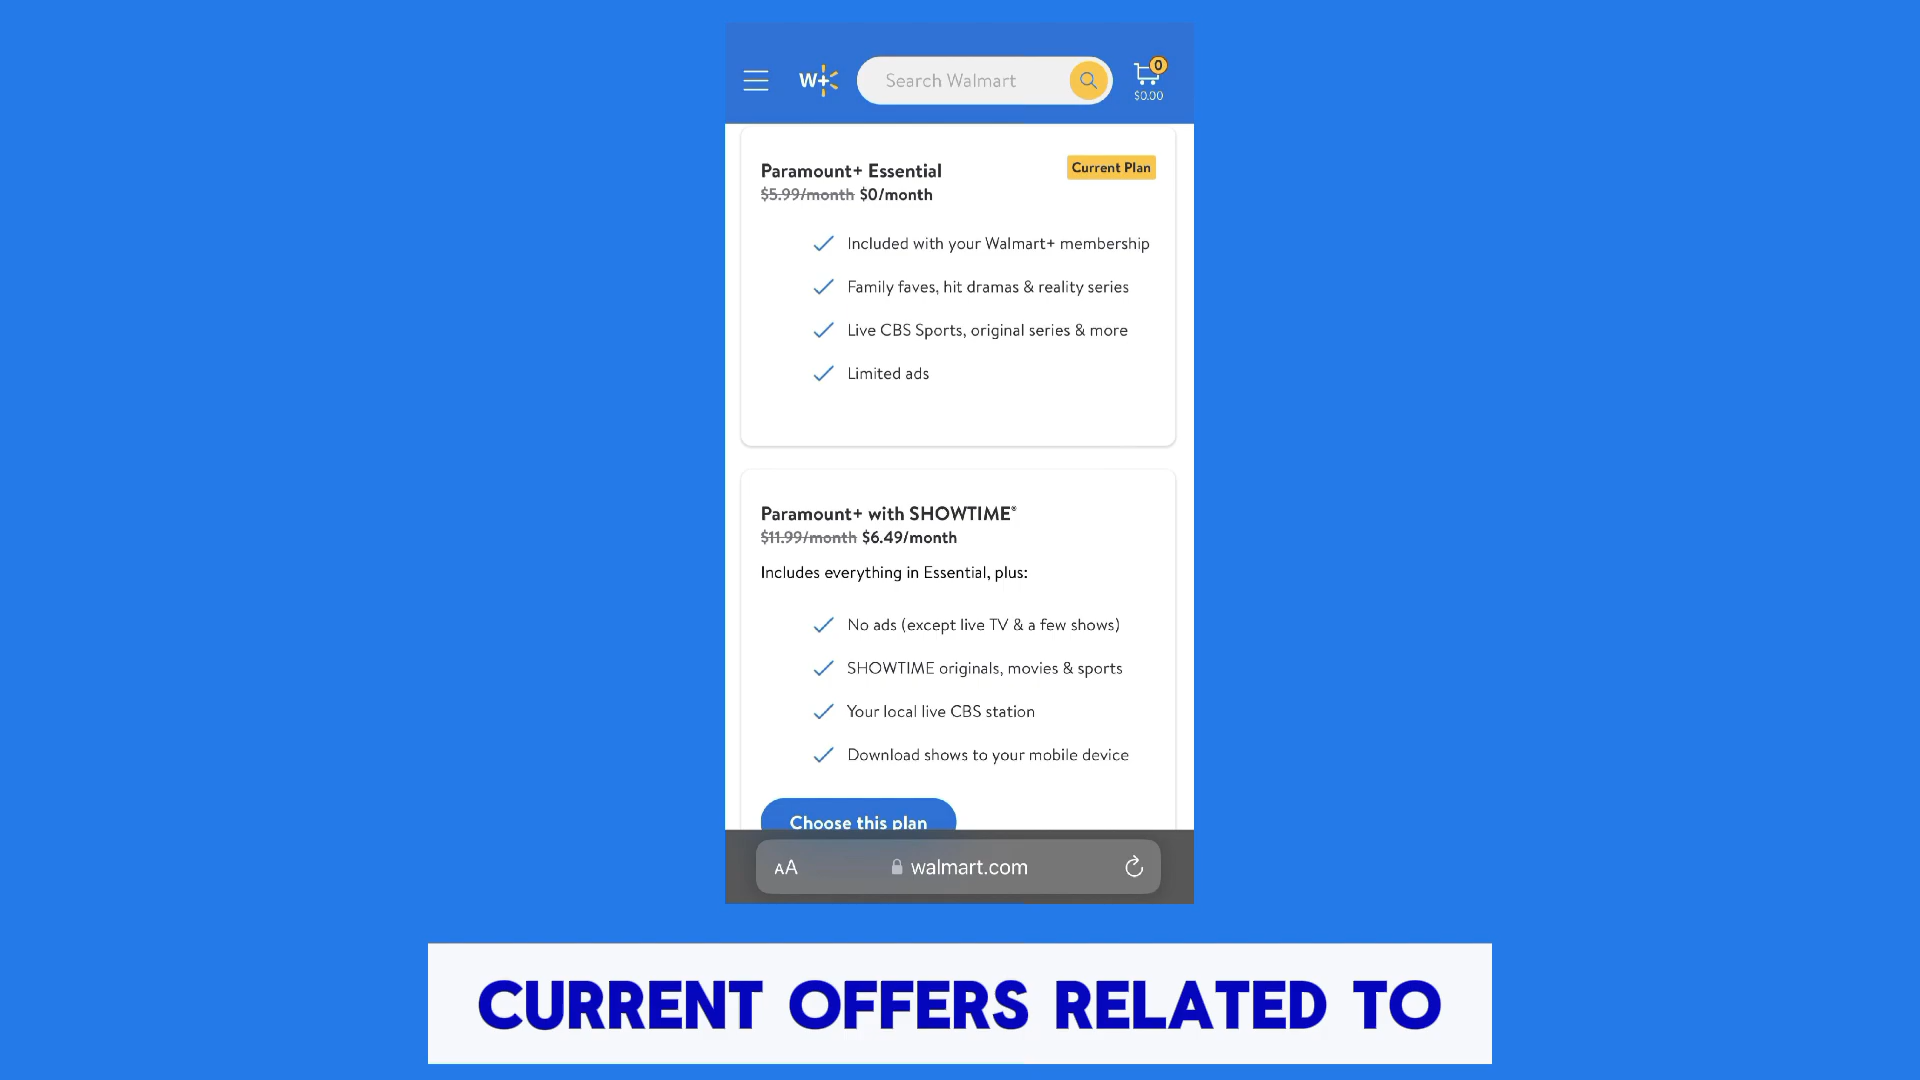 W+
Search Walmart
0
$0.00
Paramount+ Essential
Current Plan
$5.99/month $0/month
Included with your Walmart+ membership
Family faves, hit dramas & reality series
Live CBS Sports, original series & more
Limited ads
Paramount+ with SHOWTIME®
$11.99/month $6.49/month
Includes everything in Essential, plus:
No ads (except live TV & a few shows)
SHOWTIME originals, movies & sports
Your local live CBS station
Download shows to your mobile device
Choose this plan
AA
walmart.com
CURRENT OFFERS RELATED TO